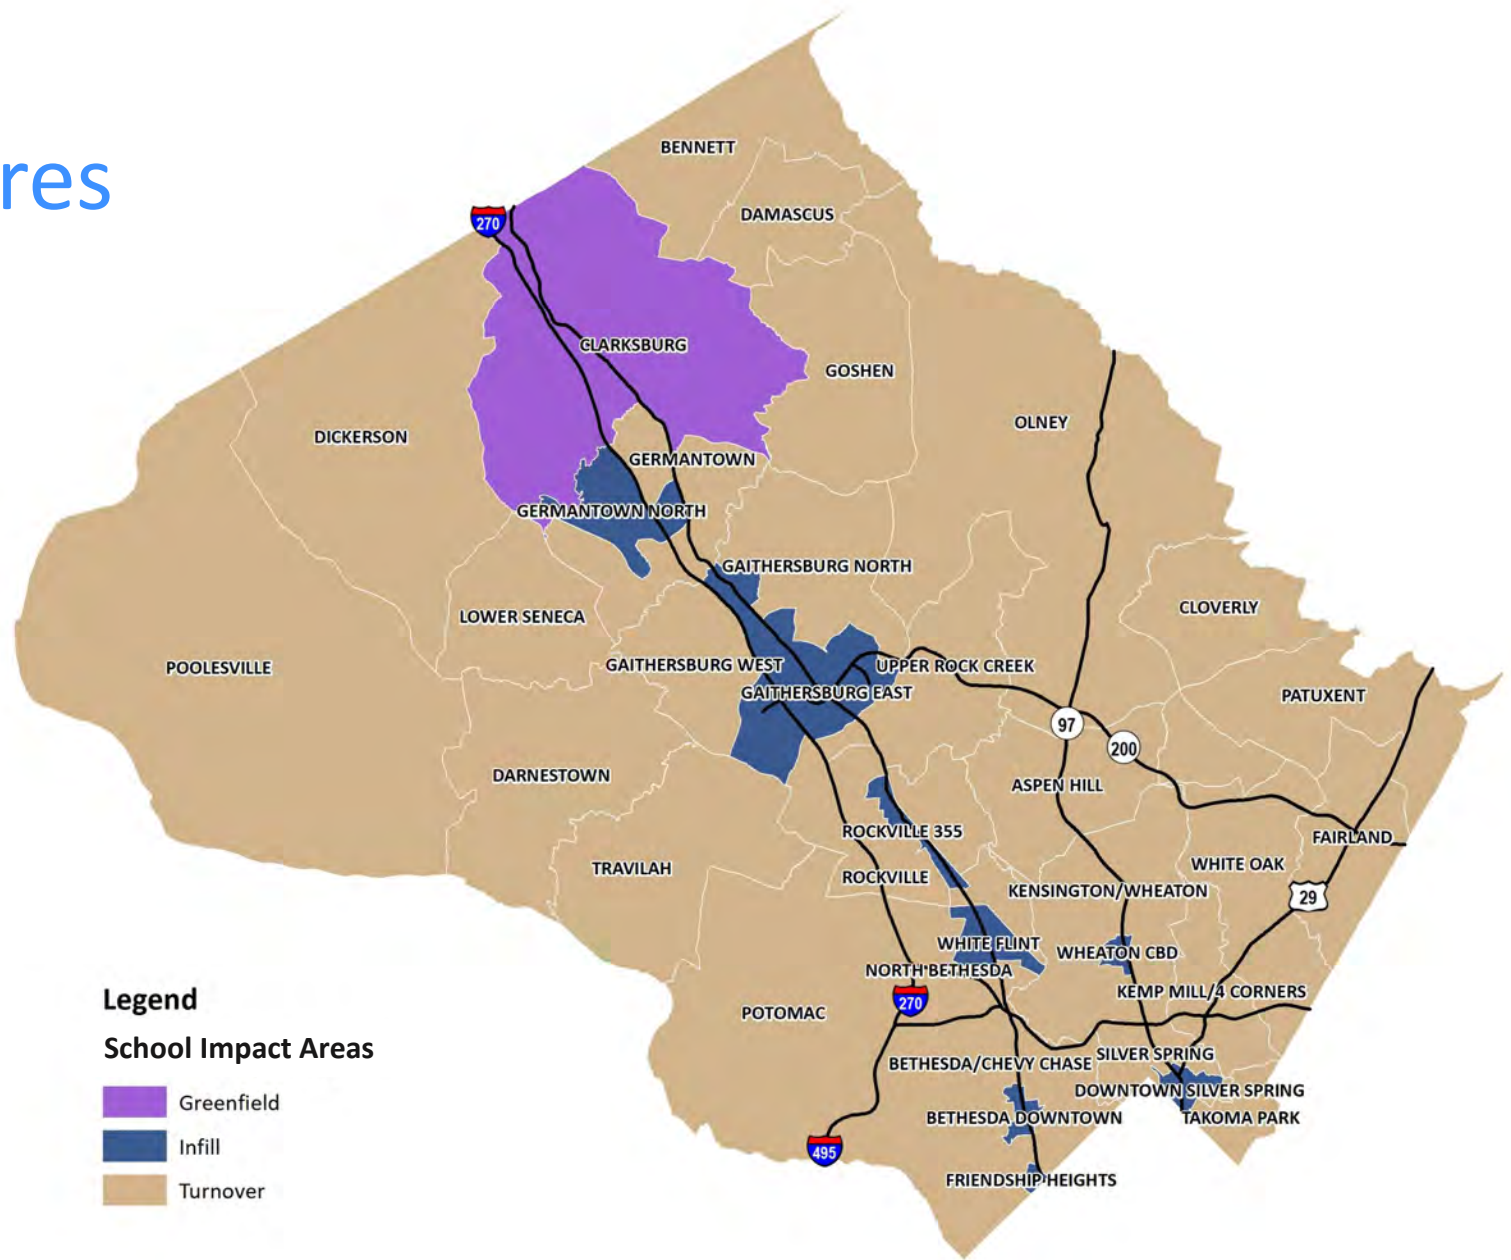 res
BENNETT
DAMASCUS
270
CLARKSBURG
GOSHEN
OLNEY
DICKERSON
GERMANTOWN
GERMANTOWN NORTH
GAITHERSBURG NORTH
CLOVERLY
LOWER SENECA
POOLESVILLE
GAITHERSBURG WEST
UPPER ROCK CREEK
GAITHERSBURG EAST
PATUXENT
97
200
DARNESTOWN
ASPEN HILL
ROCKVILLE 355
FAIRLAND
TRAVILAH
WHITE OAK
ROCKVILLE
KENSINGTON/WHEATON
29
WHITE FLINT
WHEATON CBD
NORTH BETHESDA
KEMP MILL/4 CORNERS
270
POTOMAC
SILVER SPRING
BETHESDA/CHEVY CHASE
DOWNTOWN SILVER SPRING
BETHESDA DOWNTOWN
TAKOMA PARK
495
FRIENDSHIP HEIGHTS
Legend
School Impact Areas
Greenfield
Infill
Turnover